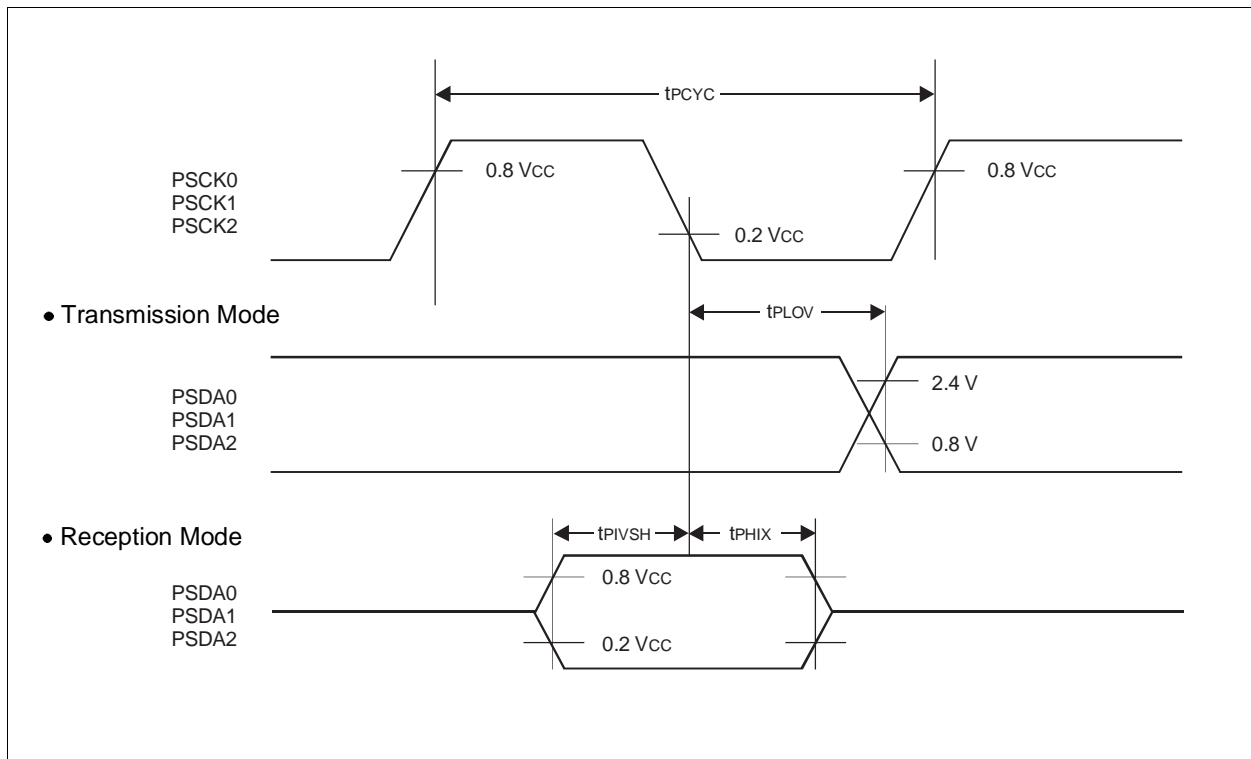 tPCYC
PSCK0
PSCK1
PSCK2
0.8 VCC
0.8 VCC
0.2 VCC
• Transmission Mode
tPLOV
PSDA0
PSDA1
PSDA2
2.4 V
0.8 V
• Reception Mode
tPIVSH
tPHIX
PSDA0
PSDA1
PSDA2
0.8 VCC
0.2 VCC